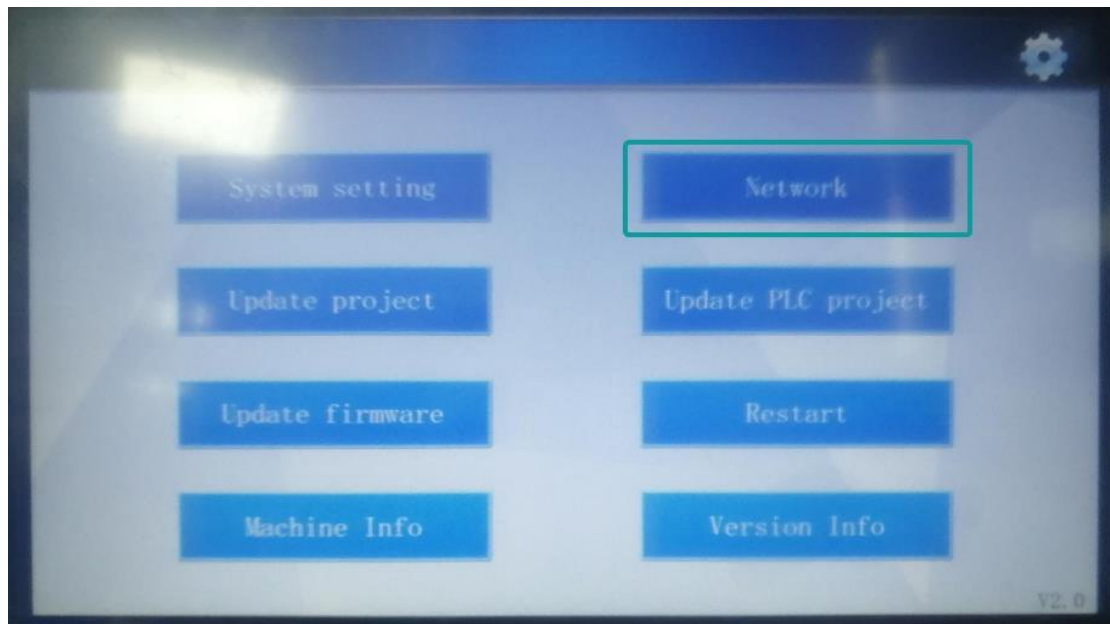 System setting
Network
Update project
Update PLC project
Update firmware
Restart
Machine Info
Version Info
V2.0